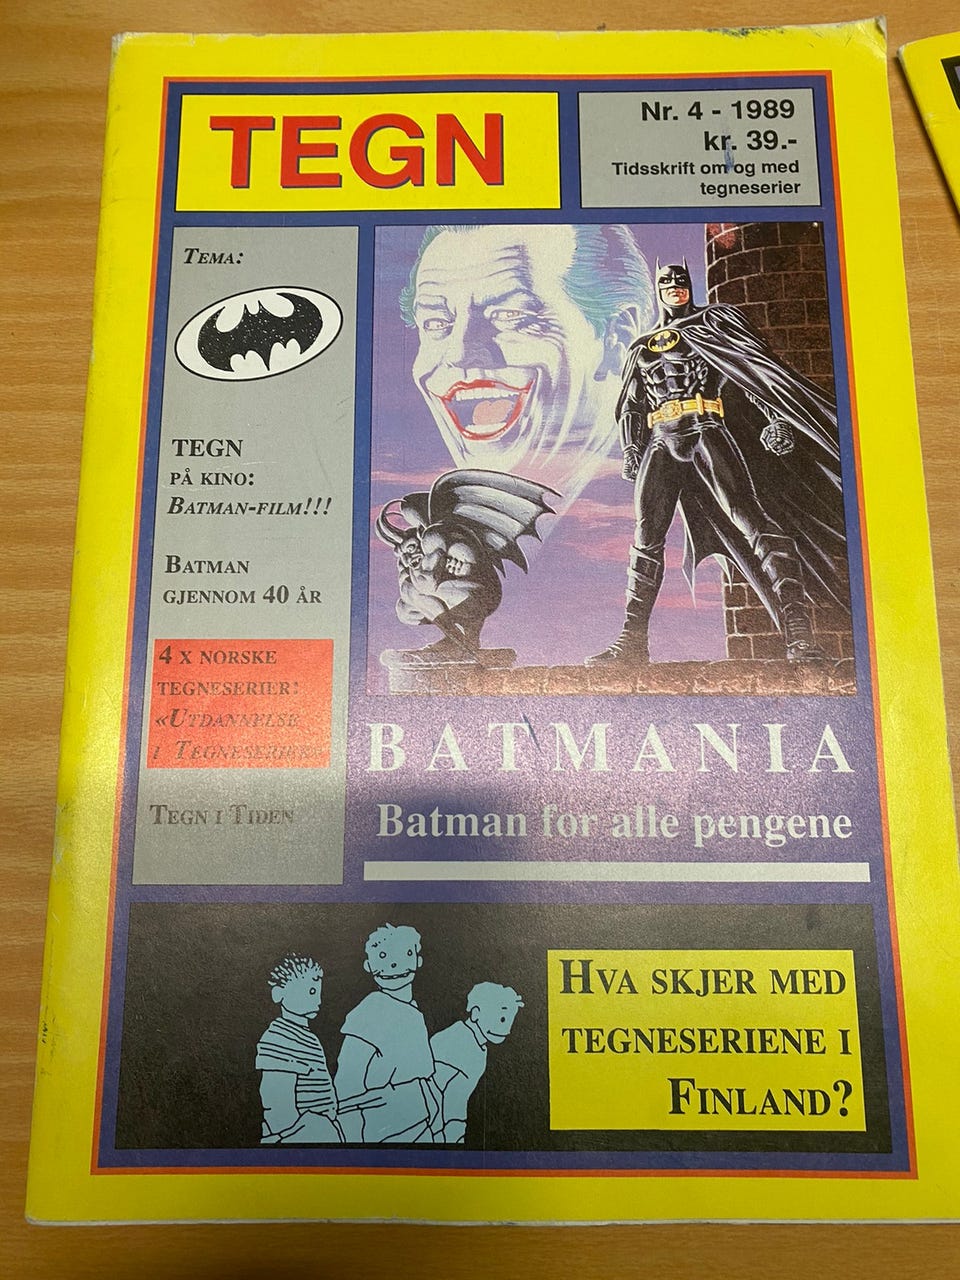 TEGN
Nr. 4 - 1989
kr. 39.-
Tidsskrift om og med
tegneserier
TEMA:
TEGN
PÅ KINO:
BATMAN-FILM!!!
BATMAN
GJENNOM 40 ÅR
4 X NORSKE
TEGNESERIER:
«UTDANNELSE
I TEGNESERIER»
TEGN I TIDEN
BATMANIA
Batman for alle pengene
HVA SKJER MED
TEGNESERIENE I
FINLAND?